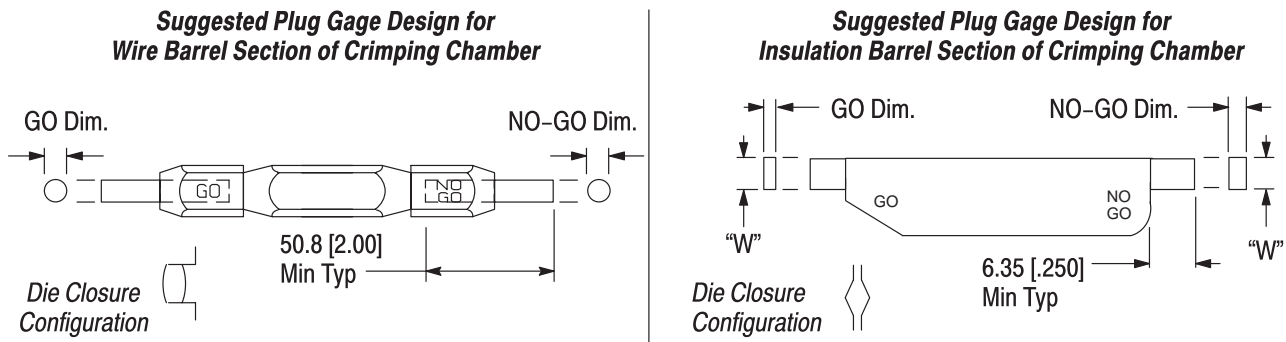 Suggested Plug Gage Design for
Wire Barrel Section of Crimping Chamber
GO Dim.
NO–GO Dim.
GO
NO
GO
50.8 [2.00]
Min Typ
Die Closure
Configuration
Suggested Plug Gage Design for
Insulation Barrel Section of Crimping Chamber
GO Dim.
NO–GO Dim.
GO
NO
GO
“W”
“W”
6.35 [.250]
Min Typ
Die Closure
Configuration